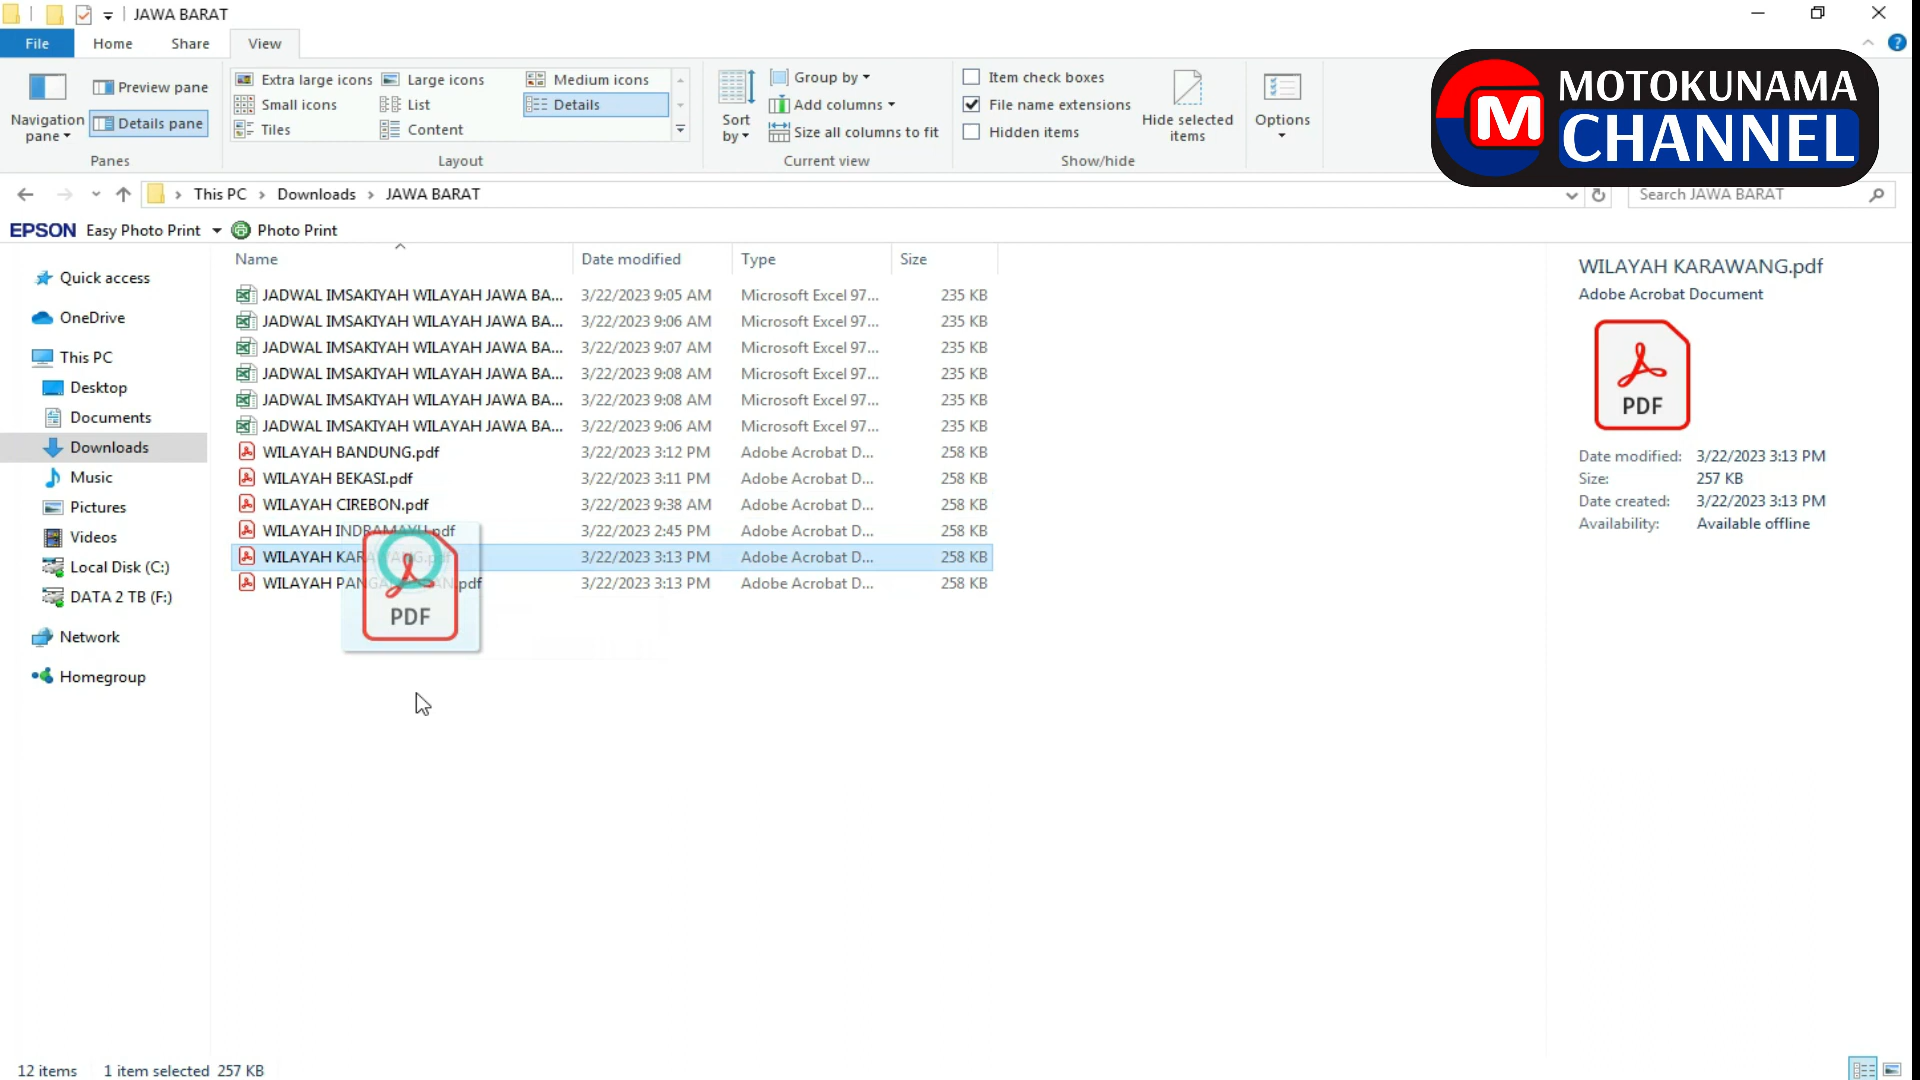 JAWA BARAT
File Home Share View
Navigation pane
Preview pane
Details pane
Panes
Extra large icons Large icons Medium icons
Small icons List Details
Tiles Content
Layout
Sort by
Group by
Add columns
Size all columns to fit
Current view
Item check boxes
File name extensions
Hidden items
Hide selected items
Show/hide
Options
MOTOKUNAMA
CHANNEL
M
This PC Downloads JAWA BARAT
Search JAWA BARAT
EPSON Easy Photo Print Photo Print
Quick access
OneDrive
This PC
Desktop
Documents
Downloads
Music
Pictures
Videos
Local Disk (C:)
DATA 2 TB (F:)
Network
Homegroup
Name Date modified Type Size
JADWAL IMSAKIYAH WILAYAH JAWA BA... 3/22/2023 9:05 AM Microsoft Excel 97... 235 KB
JADWAL IMSAKIYAH WILAYAH JAWA BA... 3/22/2023 9:06 AM Microsoft Excel 97... 235 KB
JADWAL IMSAKIYAH WILAYAH JAWA BA... 3/22/2023 9:07 AM Microsoft Excel 97... 235 KB
JADWAL IMSAKIYAH WILAYAH JAWA BA... 3/22/2023 9:08 AM Microsoft Excel 97... 235 KB
JADWAL IMSAKIYAH WILAYAH JAWA BA... 3/22/2023 9:08 AM Microsoft Excel 97... 235 KB
JADWAL IMSAKIYAH WILAYAH JAWA BA... 3/22/2023 9:06 AM Microsoft Excel 97... 235 KB
WILAYAH BANDUNG.pdf 3/22/2023 3:12 PM Adobe Acrobat D... 258 KB
WILAYAH BEKASI.pdf 3/22/2023 3:11 PM Adobe Acrobat D... 258 KB
WILAYAH CIREBON.pdf 3/22/2023 9:38 AM Adobe Acrobat D... 258 KB
WILAYAH INDRAMAYU.pdf 3/22/2023 2:45 PM Adobe Acrobat D... 258 KB
WILAYAH KARAWANG.pdf 3/22/2023 3:13 PM Adobe Acrobat D... 258 KB
WILAYAH 3/22/2023 3:13 PM Adobe Acrobat D... 258 KB
PDF
WILAYAH KARAWANG.pdf
Adobe Acrobat Document
PDF
Date modified: 3/22/2023 3:13 PM
Size: 257 KB
Date created: 3/22/2023 3:13 PM
Availability: Available offline
12 items 1 item selected 257 KB